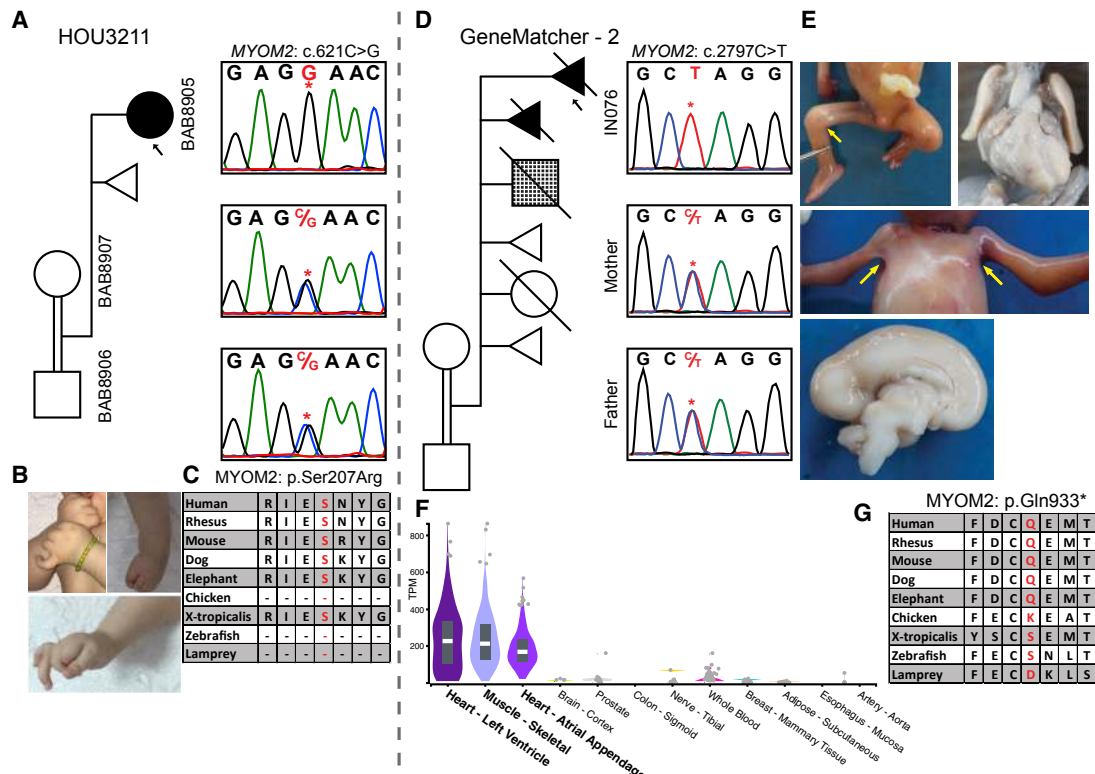 A
HOU3211
BAB8905
BAB8907
BAB8906
MYOM2: c.621C>G
G A G G A A C
*
G A G C/G A A C
*
G A G C/G A A C
*
B
C
MYOM2: p.Ser207Arg
Human R I E S N Y G
Rhesus R I E S N Y G
Mouse R I E S R Y G
Dog R I E S K Y G
Elephant R I E S K Y G
Chicken - - - - - - -
X-tropicalis R I E S K Y G
Zebrafish - - - - - - -
Lamprey - - - - - - -
D
GeneMatcher - 2
MYOM2: c.2797C>T
IN076
G C T A G G
*
Mother
G C C/T A G G
*
Father
G C C/T A G G
*
E
F
TPM
800
600
400
200
Heart - Left Ventricle
Muscle - Skeletal
Heart - Atrial Appendage
Brain - Cortex
Prostate
Colon - Sigmoid
Nerve - Tibial
Whole Blood
Breast - Mammary Tissue
Adipose - Subcutaneous
Esophagus - Mucosa
Artery - Aorta
G
MYOM2: p.Gln933*
Human F D C Q E M T
Rhesus F D C Q E M T
Mouse F D C Q E M T
Dog F D C Q E M T
Elephant F D C Q E M T
Chicken F D C K E A T
X-tropicalis Y S C S E M T
Zebrafish F E C S N L T
Lamprey F E C D K L S